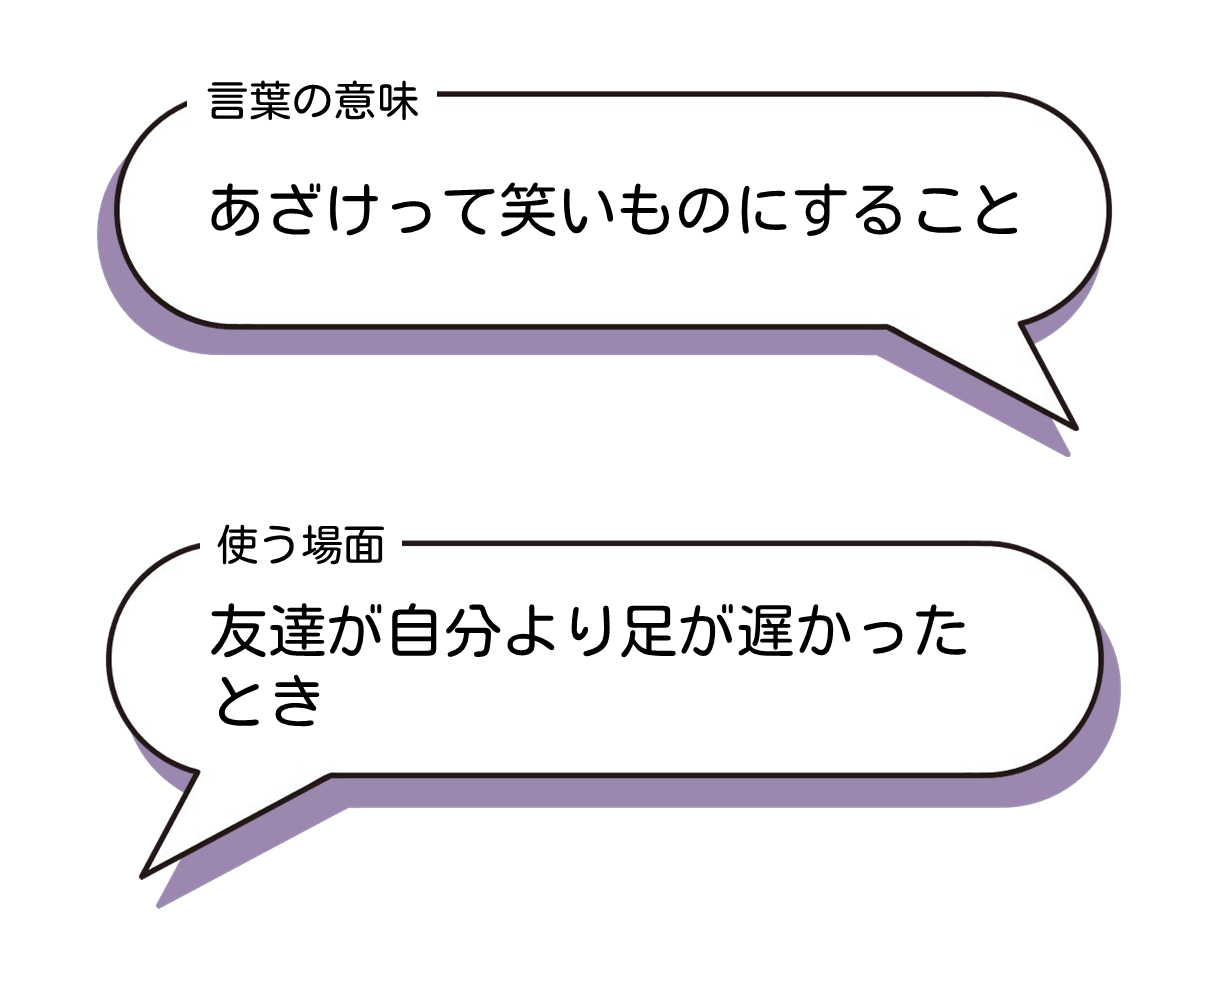 言葉の意味
あざけって笑いものにすること
使う場面
友達が自分より足が遅かった
とき